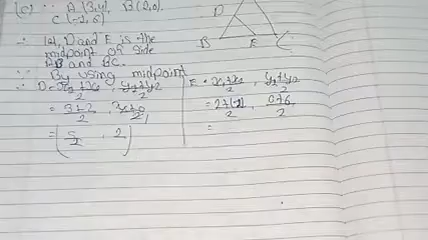 (c) ∵ A (3,4), B(2,0),
C(-2,6)
D
B E C
∴ let, D and E is the
midpoint of side
AB and BC.
∵ By using midpoint
∴ D = x₁+x₂/2, y₁+y₂/2
= 3+2/2, 4+0/2
= (5/2, 2)
E = x₁+x₂/2, y₁+y₂/2
= 2+(-2)/2, 0+6/2
=